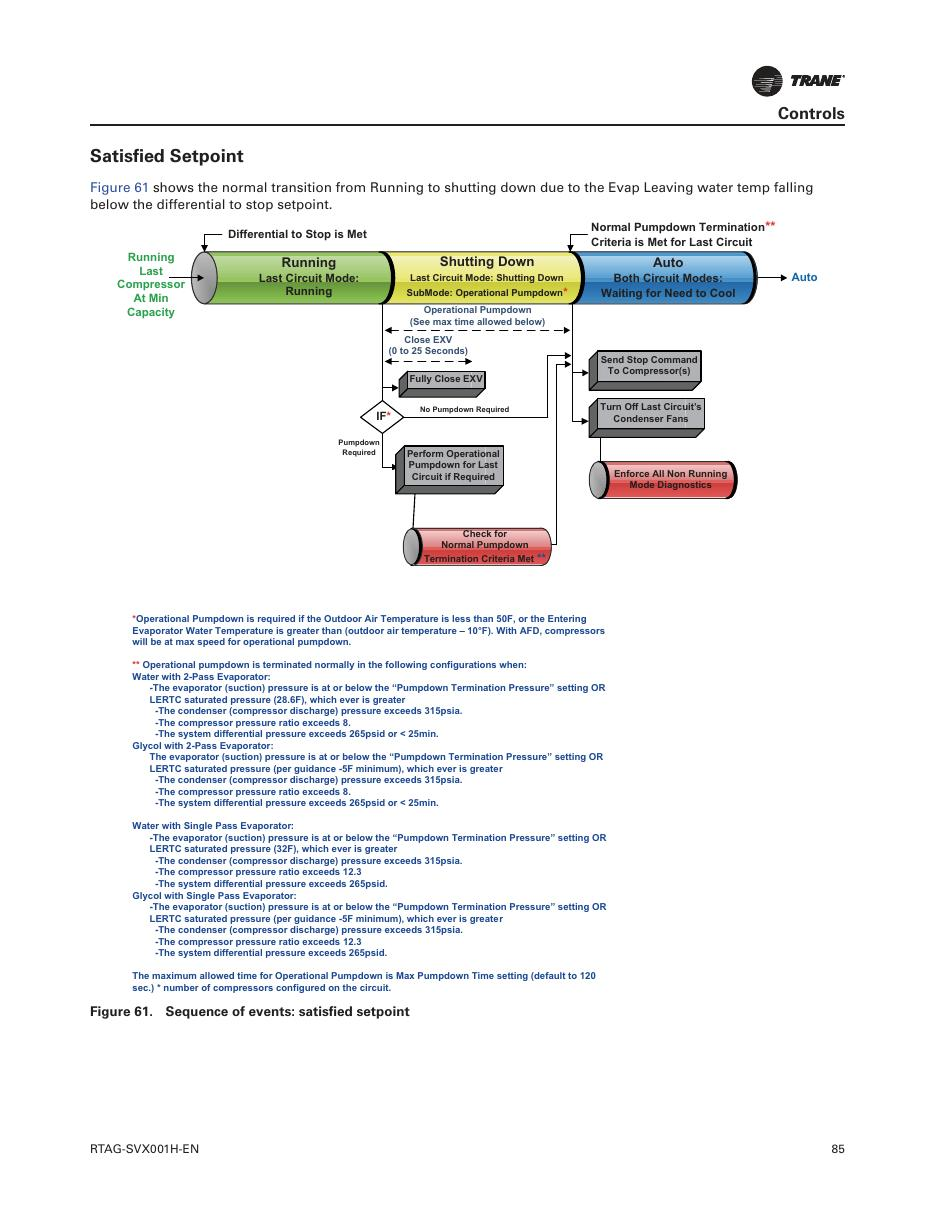 TRANE
Controls
Satisfied Setpoint
Figure 61 shows the normal transition from Running to shutting down due to the Evap Leaving water temp falling
below the differential to stop setpoint.
Differential to Stop is Met
Normal Pumpdown Termination**
Criteria is Met for Last Circuit
Running
Last
Compressor
At Min
Capacity
Running
Last Circuit Mode:
Running
Shutting Down
Last Circuit Mode: Shutting Down
SubMode: Operational Pumpdown*
Auto
Both Circuit Modes:
Waiting for Need to Cool
Auto
Operational Pumpdown
(See max time allowed below)
Close EXV
(0 to 25 Seconds)
Fully Close EXV
IF*
No Pumpdown Required
Pumpdown
Required
Perform Operational
Pumpdown for Last
Circuit if Required
Check for
Normal Pumpdown
Termination Criteria Met **
Send Stop Command
To Compressor(s)
Turn Off Last Circuit's
Condenser Fans
Enforce All Non Running
Mode Diagnostics
*Operational Pumpdown is required if the Outdoor Air Temperature is less than 50F, or the Entering
Evaporator Water Temperature is greater than (outdoor air temperature – 10°F). With AFD, compressors
will be at max speed for operational pumpdown.
** Operational pumpdown is terminated normally in the following configurations when:
Water with 2-Pass Evaporator:
-The evaporator (suction) pressure is at or below the “Pumpdown Termination Pressure” setting OR
LERTC saturated pressure (28.6F), which ever is greater
-The condenser (compressor discharge) pressure exceeds 315psia.
-The compressor pressure ratio exceeds 8.
-The system differential pressure exceeds 265psid or < 25min.
Glycol with 2-Pass Evaporator:
The evaporator (suction) pressure is at or below the “Pumpdown Termination Pressure” setting OR
LERTC saturated pressure (per guidance -5F minimum), which ever is greater
-The condenser (compressor discharge) pressure exceeds 315psia.
-The compressor pressure ratio exceeds 8.
-The system differential pressure exceeds 265psid or < 25min.
Water with Single Pass Evaporator:
-The evaporator (suction) pressure is at or below the “Pumpdown Termination Pressure” setting OR
LERTC saturated pressure (32F), which ever is greater
-The condenser (compressor discharge) pressure exceeds 315psia.
-The compressor pressure ratio exceeds 12.3
-The system differential pressure exceeds 265psid.
Glycol with Single Pass Evaporator:
-The evaporator (suction) pressure is at or below the “Pumpdown Termination Pressure” setting OR
LERTC saturated pressure (per guidance -5F minimum), which ever is greater
-The condenser (compressor discharge) pressure exceeds 315psia.
-The compressor pressure ratio exceeds 12.3
-The system differential pressure exceeds 265psid.
The maximum allowed time for Operational Pumpdown is Max Pumpdown Time setting (default to 120
sec.) * number of compressors configured on the circuit.
Figure 61. Sequence of events: satisfied setpoint
RTAG-SVX001H-EN
85